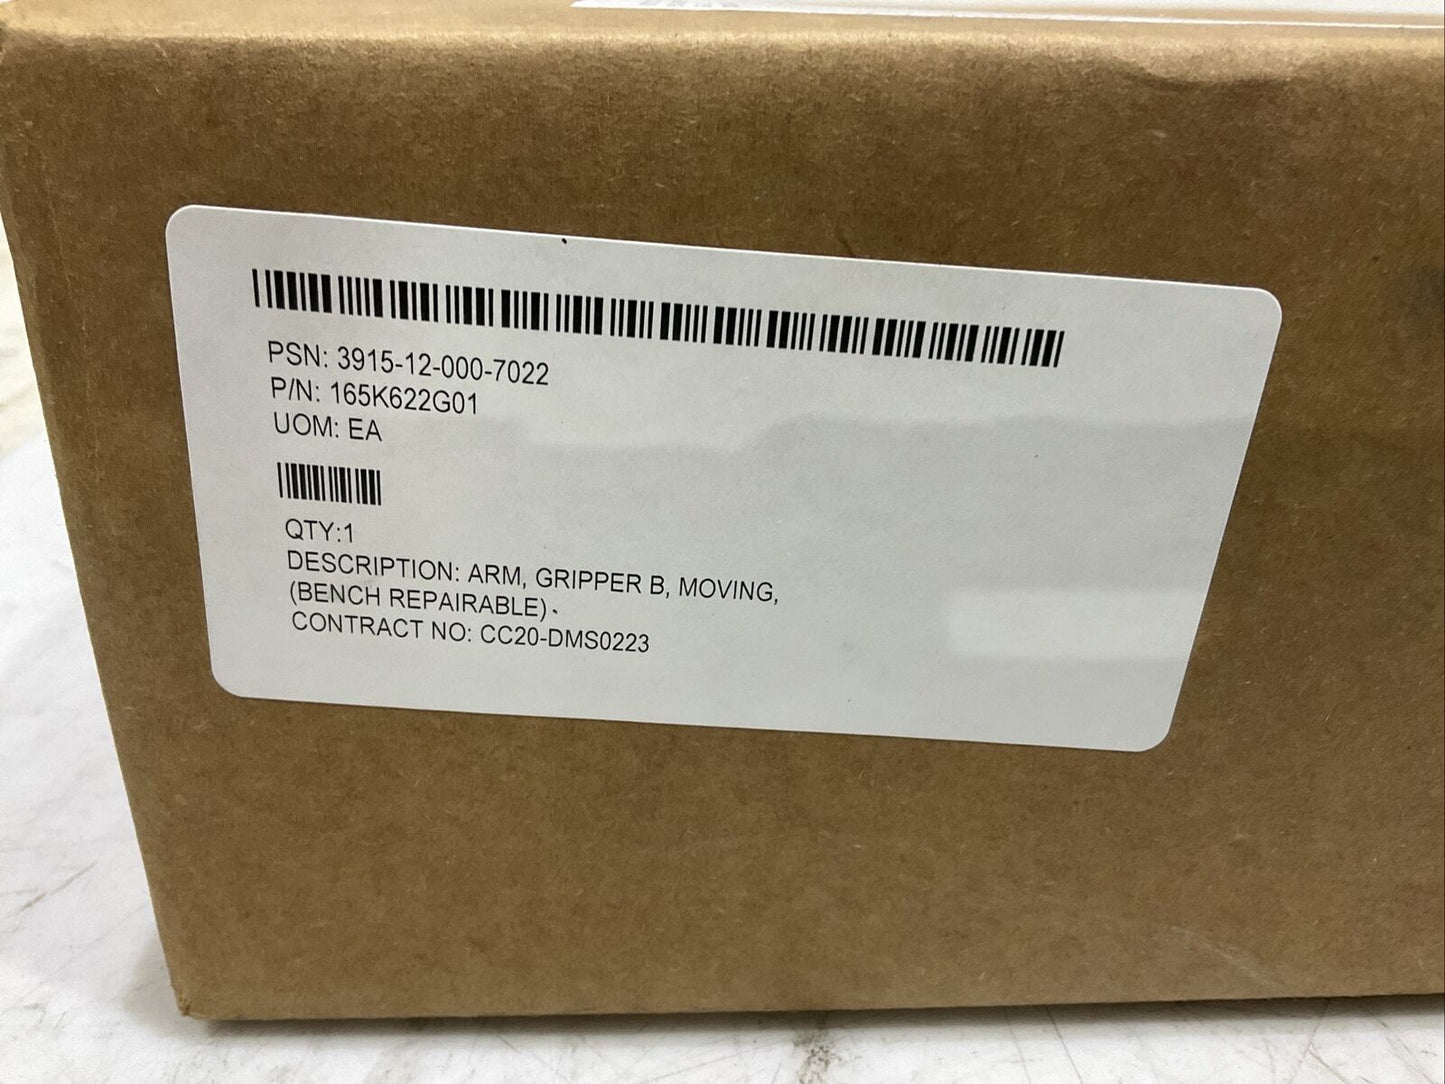 PSN: 3915-12-000-7022
P/N: 165K622G01
UOM: EA
QTY:1
DESCRIPTION: ARM, GRIPPER B, MOVING,
(BENCH REPAIRABLE)
CONTRACT NO: CC20-DMS0223